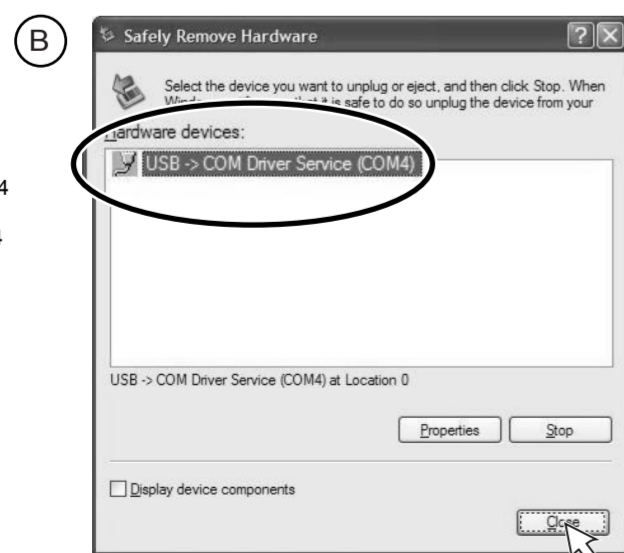 B
Safely Remove Hardware
Select the device you want to unplug or eject, and then click Stop. When
it is safe to do so unplug the device from your
Hardware devices:
USB -> COM Driver Service (COM4)
4
USB -> COM Driver Service (COM4) at Location 0
Properties
Stop
Display device components
Close